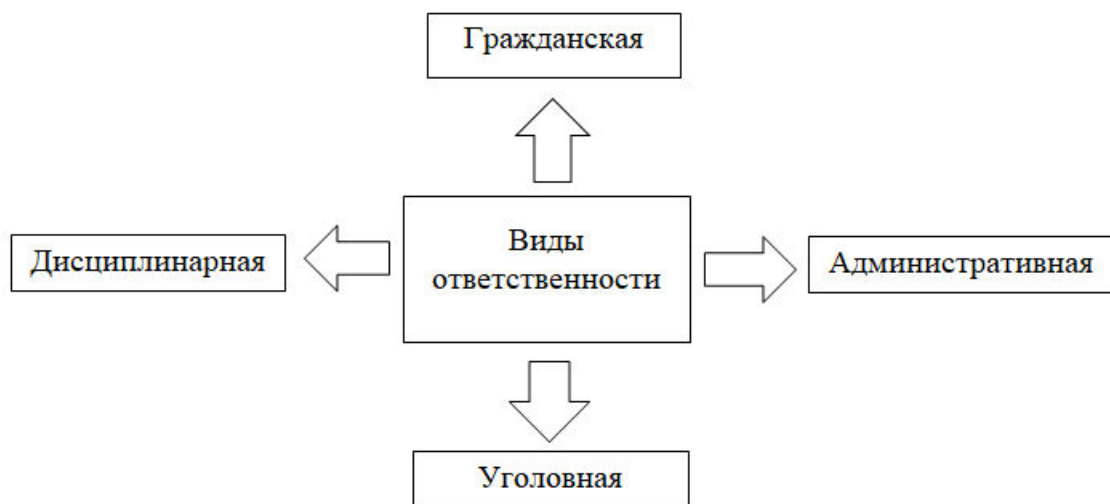 Гражданская
Виды
ответственности
Дисциплинарная
Административная
Уголовная